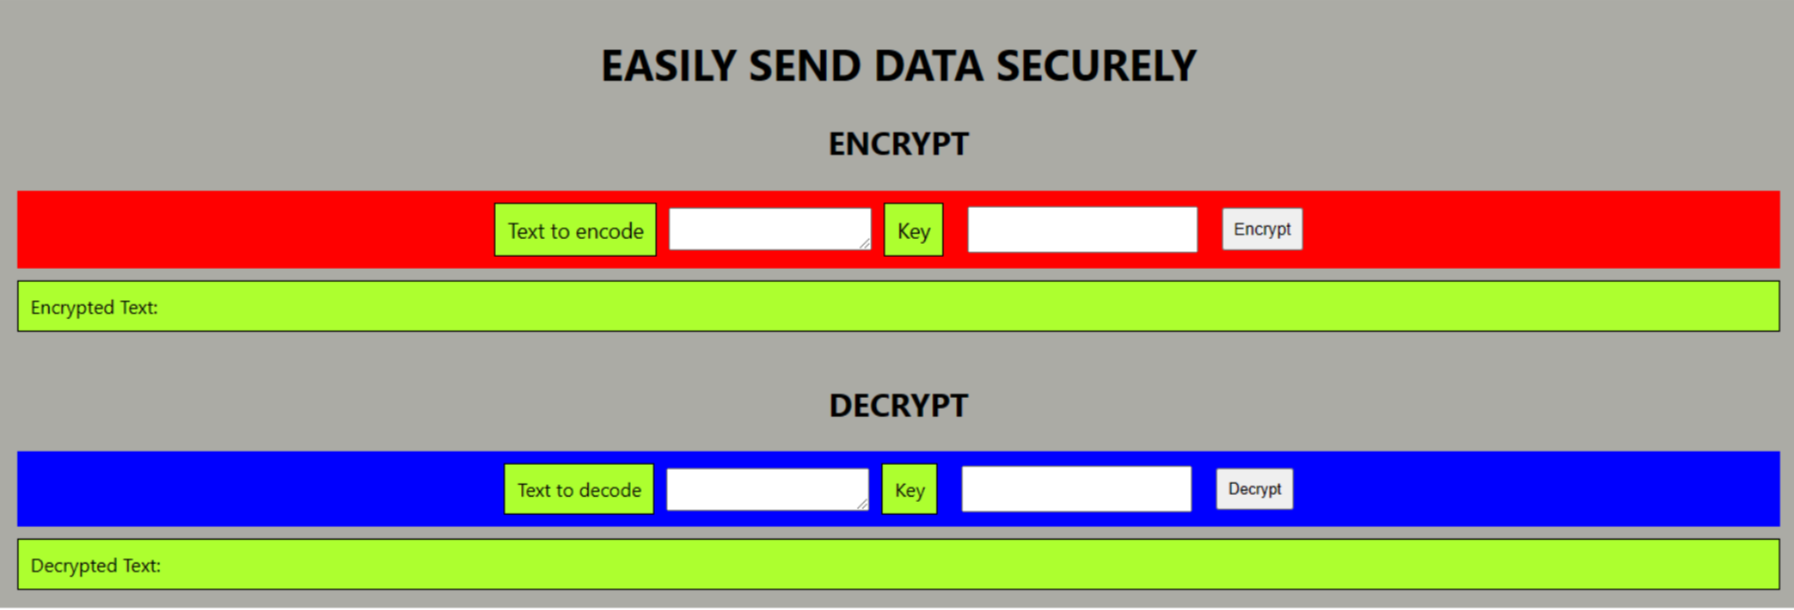 EASILY SEND DATA SECURELY
ENCRYPT
Text to encode Key Encrypt
Encrypted Text:
DECRYPT
Text to decode Key Decrypt
Decrypted Text: